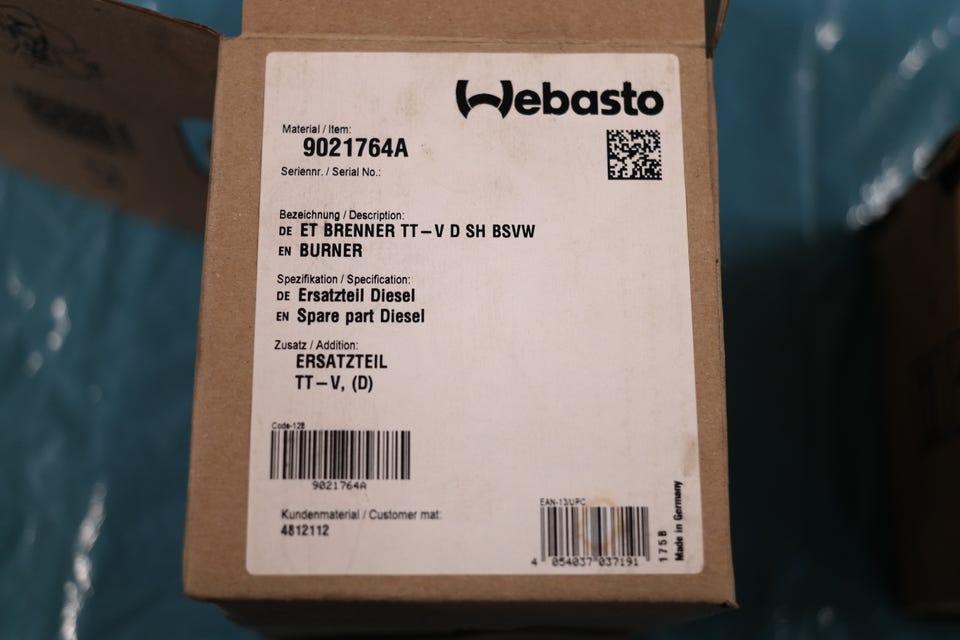 Webasto
Material / Item:
9021764A
Seriennr. / Serial No.:
Bezeichnung / Description:
DE ET BRENNER TT-V D SH BSVW
EN BURNER
Spezifikation / Specification:
DE Ersatzteil Diesel
EN Spare part Diesel
Zusatz / Addition:
ERSATZTEIL
TT-V, (D)
Code-128
9021764A
Kundenmaterial / Customer mat:
4812112
EAN-13/UPC
4 054037 037191
175B
Made in Germany